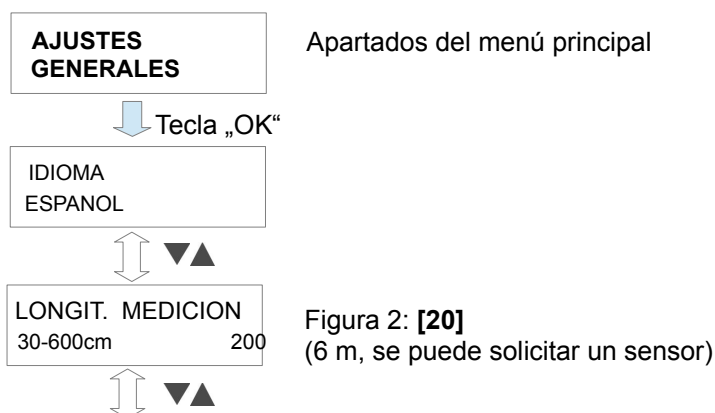 AJUSTES
GENERALES
Apartados del menú principal
Tecla „OK“
IDIOMA
ESPANOL
▼▲
LONGIT. MEDICION
30-600cm 200
Figura 2: [20]
(6 m, se puede solicitar un sensor)
▼▲